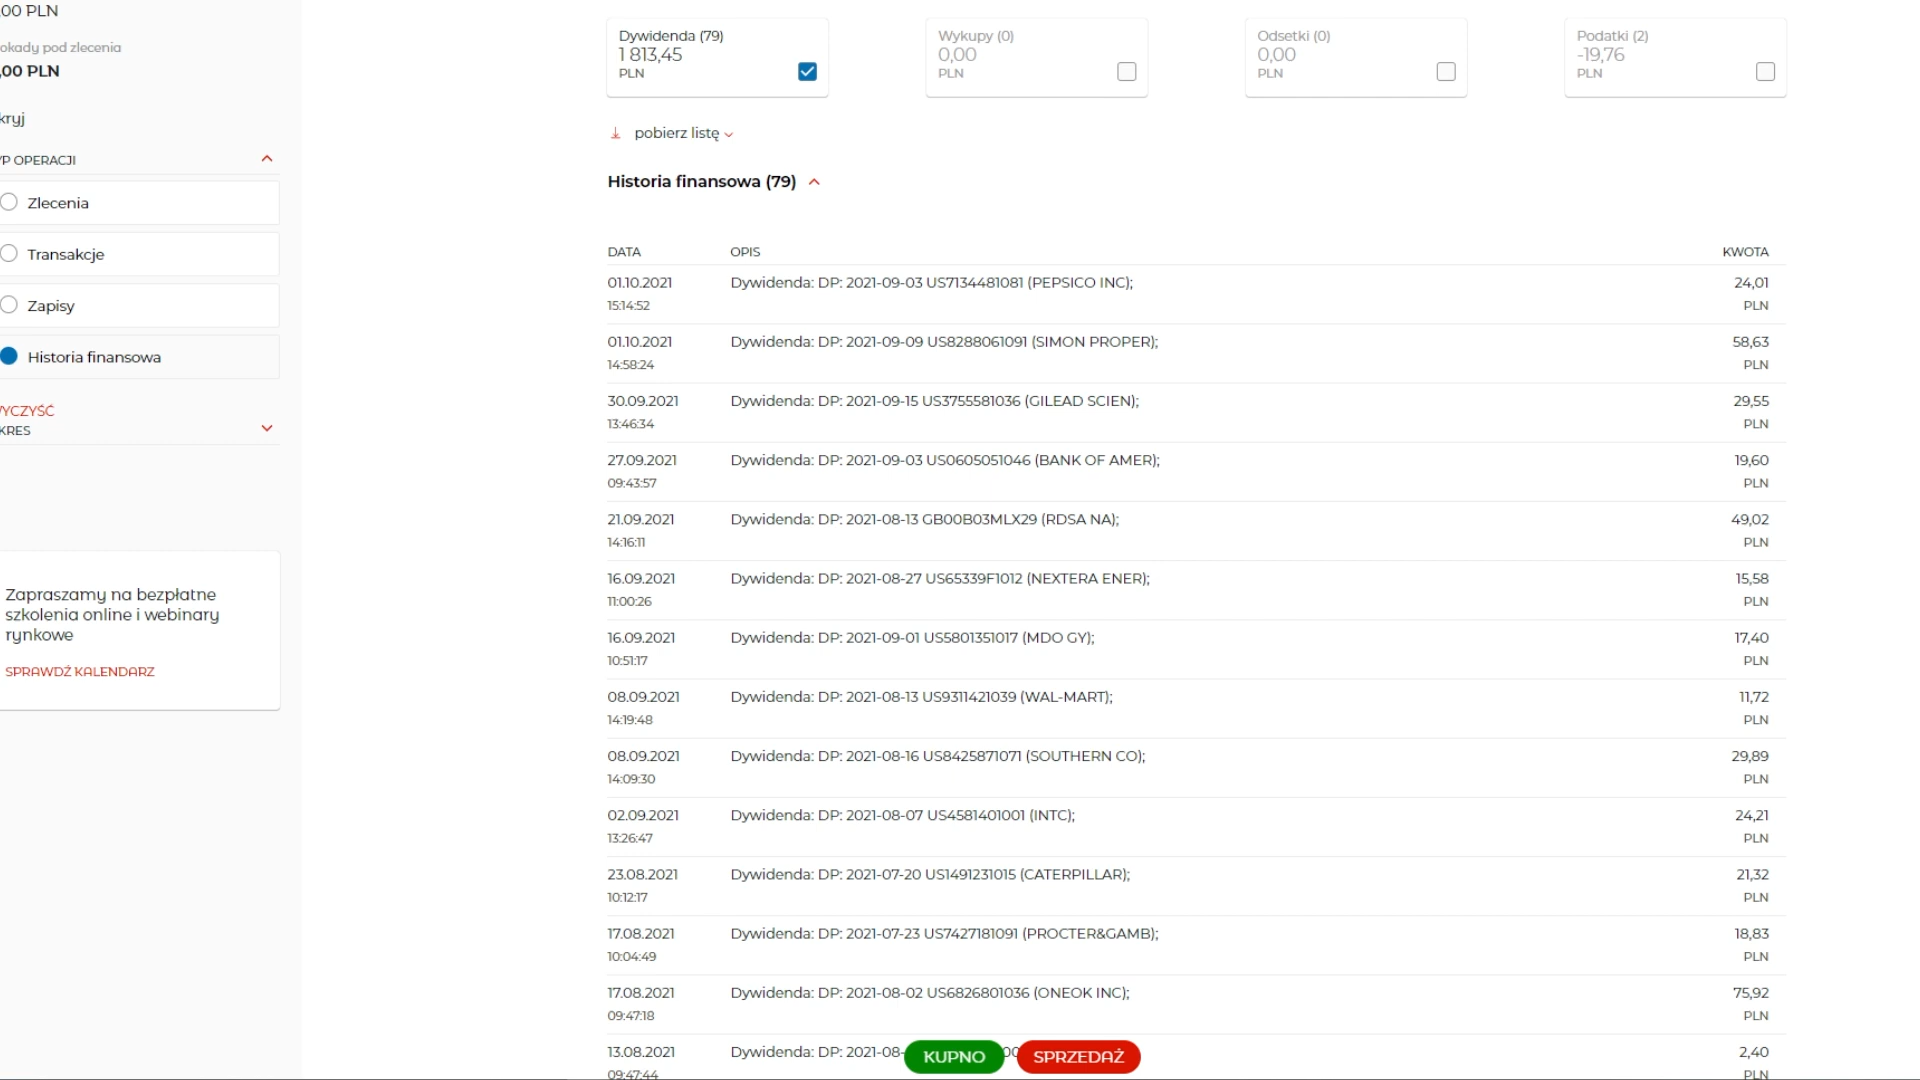 ,00 PLN
okady pod zlecenia
,00 PLN
kryj
YP OPERACJI
Zlecenia
Transakcje
Zapisy
Historia finansowa
WYCZYŚĆ
KRES
Zapraszamy na bezpłatne
szkolenia online i webinary
rynkowe
SPRAWDŹ KALENDARZ
Dywidenda (79)
1 813,45
PLN
Wykupy (0)
0,00
PLN
Odsetki (0)
0,00
PLN
Podatki (2)
-19,76
PLN
pobierz listę
Historia finansowa (79)
DATA OPIS KWOTA
01.10.2021 Dywidenda: DP: 2021-09-03 US7134481081 (PEPSICO INC); 24,01
15:14:52 PLN
01.10.2021 Dywidenda: DP: 2021-09-09 US8288061091 (SIMON PROPER); 58,63
14:58:24 PLN
30.09.2021 Dywidenda: DP: 2021-09-15 US3755581036 (GILEAD SCIEN); 29,55
13:46:34 PLN
27.09.2021 Dywidenda: DP: 2021-09-03 US0605051046 (BANK OF AMER); 19,60
09:43:57 PLN
21.09.2021 Dywidenda: DP: 2021-08-13 GB00B03MLX29 (RDSA NA); 49,02
14:16:11 PLN
16.09.2021 Dywidenda: DP: 2021-08-27 US65339F1012 (NEXTERA ENER); 15,58
11:00:26 PLN
16.09.2021 Dywidenda: DP: 2021-09-01 US5801351017 (MDO GY); 17,40
10:51:17 PLN
08.09.2021 Dywidenda: DP: 2021-08-13 US9311421039 (WAL-MART); 11,72
14:19:48 PLN
08.09.2021 Dywidenda: DP: 2021-08-16 US8425871071 (SOUTHERN CO); 29,89
14:09:30 PLN
02.09.2021 Dywidenda: DP: 2021-08-07 US4581401001 (INTC); 24,21
13:26:47 PLN
23.08.2021 Dywidenda: DP: 2021-07-20 US1491231015 (CATERPILLAR); 21,32
10:12:17 PLN
17.08.2021 Dywidenda: DP: 2021-07-23 US7427181091 (PROCTER&GAMB); 18,83
10:04:49 PLN
17.08.2021 Dywidenda: DP: 2021-08-02 US6826801036 (ONEOK INC); 75,92
09:47:18 PLN
13.08.2021 Dywidenda: DP: 2021-08- 2,40
09:47:44 PLN
KUPNO SPRZEDAŻ